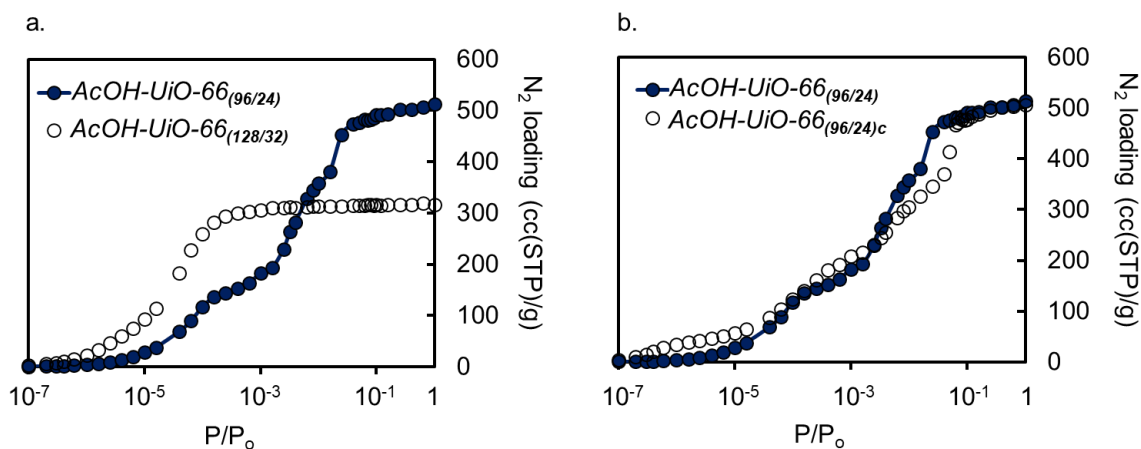 a.
AcOH-UiO-66(96/24)
AcOH-UiO-66(128/32)
600
500
400
300
200
100
0
N2 loading (cc(STP)/g)
10-7
10-5
10-3
10-1
1
P/Po
b.
AcOH-UiO-66(96/24)
AcOH-UiO-66(96/24)c
600
500
400
300
200
100
0
N2 loading (cc(STP)/g)
10-7
10-5
10-3
10-1
1
P/Po